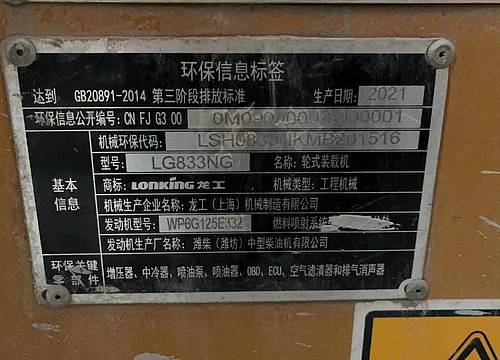 环保信息标签
达到 GB20891-2014 第三阶段排放标准 生产日期: 2021
环保信息公开编号: CN FJ G3 00
机械环保代码:
型号: LG833NG 名称: 轮式装载机
基本信息
商标: LONKING 龙工 机械类型: 工程机械
机械生产企业名称: 龙工（上海）机械制造有限公司
发动机型号: WP6G125E332 燃料喷射系统
发动机生产厂名称: 潍柴（潍坊）中型柴油机有限公司
环保关键零部件 增压器、中冷器、喷油泵、喷油器、OBD、ECU、空气滤清器和排气消声器